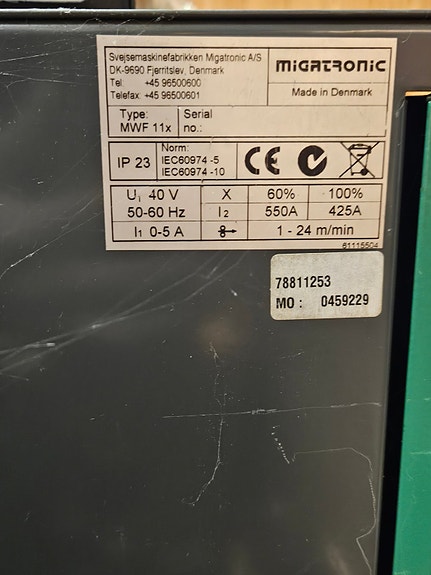 Svejsemaskinefabrikken Migatronic A/S
DK-9690 Fjerritslev, Denmark
Tel: +45 96500600
Telefax: +45 96500601
MIGATRONIC
Made in Denmark
Type:
MWF 11x
Serial
no.:
IP 23
Norm:
IEC60974 -5
IEC60974 -10
CE
U₁ 40 V X 60% 100%
50-60 Hz I₂ 550A 425A
I₁ 0-5 A 1 - 24 m/min
61115504
78811253
MO : 0459229